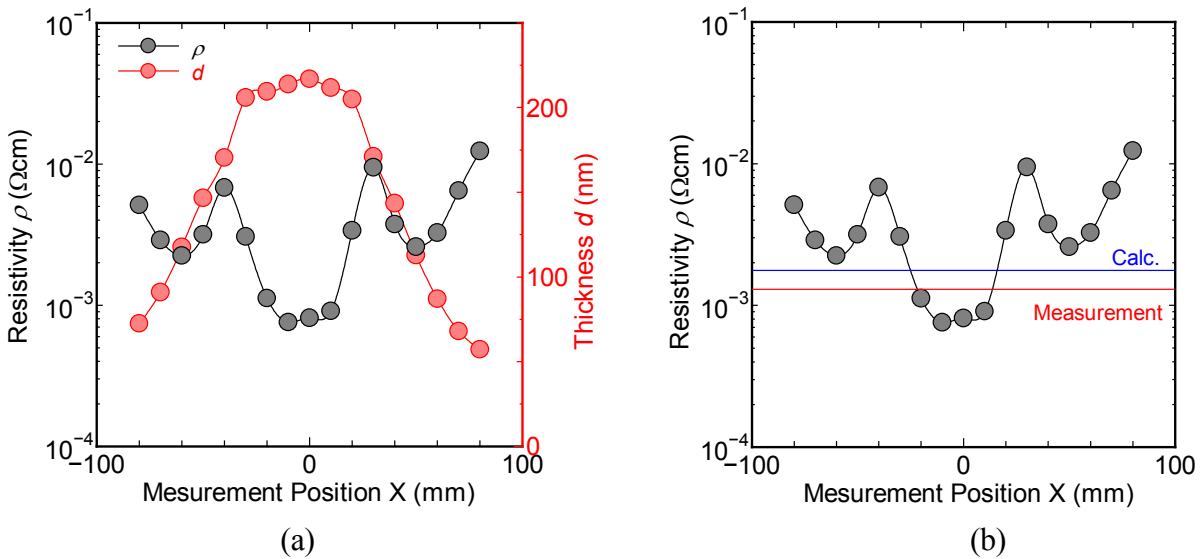 10⁻¹
10⁻²
10⁻³
10⁻⁴
Resistivity ρ (Ωcm)
ρ
d
200
100
0
Thickness d (nm)
−100
0
100
Mesurement Position X (mm)
(a)
10⁻¹
10⁻²
10⁻³
10⁻⁴
Resistivity ρ (Ωcm)
Calc.
Measurement
−100
0
100
Mesurement Position X (mm)
(b)